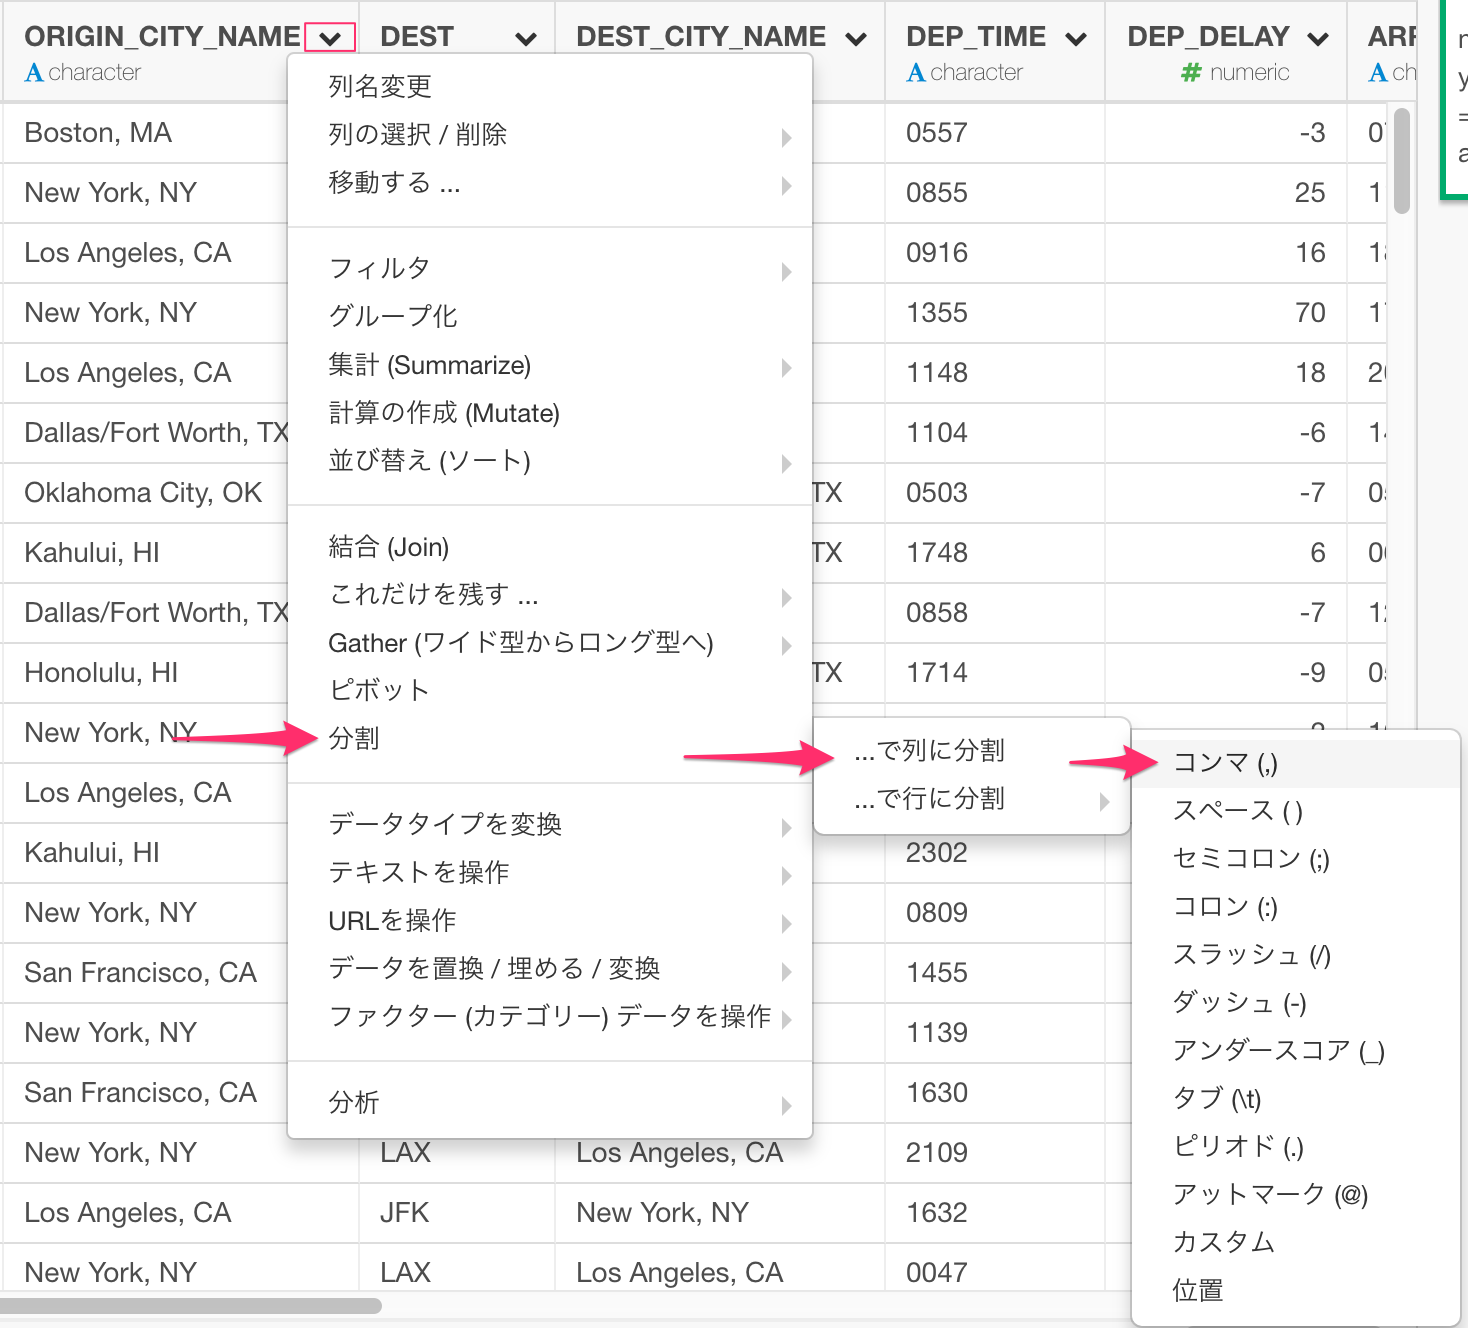 ORIGIN_CITY_NAME DEST DEST_CITY_NAME DEP_TIME DEP_DELAY
character character numeric
列名変更
列の選択 / 削除
移動する ...
フィルタ
グループ化
集計 (Summarize)
計算の作成 (Mutate)
並び替え (ソート)
結合 (Join)
これだけを残す ...
Gather (ワイド型からロング型へ)
ピボット
分割
データタイプを変換
テキストを操作
URLを操作
データを置換 / 埋める / 変換
ファクター (カテゴリー) データを操作
分析
...で列に分割
...で行に分割
コンマ (,)
スペース ( )
セミコロン (;)
コロン (:)
スラッシュ (/)
ダッシュ (-)
アンダースコア (_)
タブ (\t)
ピリオド (.)
アットマーク (@)
カスタム
位置
Boston, MA 0557 -3
New York, NY 0855 25
Los Angeles, CA 0916 16
New York, NY 1355 70
Los Angeles, CA 1148 18
Dallas/Fort Worth, TX 1104 -6
Oklahoma City, OK TX 0503 -7
Kahului, HI TX 1748 6
Dallas/Fort Worth, TX 0858 -7
Honolulu, HI TX 1714 -9
New York, NY
Los Angeles, CA
Kahului, HI 2302
New York, NY 0809
San Francisco, CA 1455
New York, NY 1139
San Francisco, CA 1630
New York, NY LAX Los Angeles, CA 2109
Los Angeles, CA JFK New York, NY 1632
New York, NY LAX Los Angeles, CA 0047